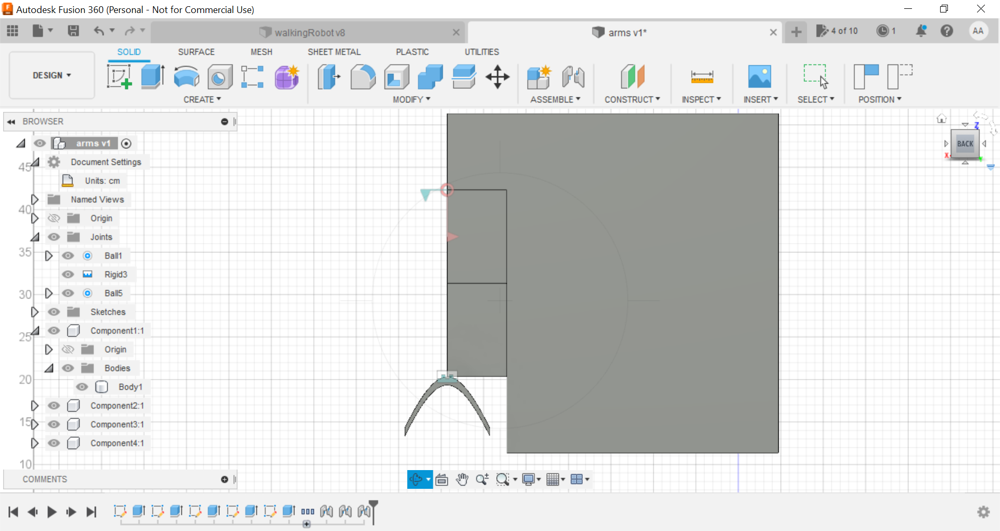 Autodesk Fusion 360 (Personal - Not for Commercial Use)
walkingRobot v8
arms v1*
4 of 10
1
AA
DESIGN
SOLID
SURFACE
MESH
SHEET METAL
PLASTIC
UTILITIES
CREATE
MODIFY
ASSEMBLE
CONSTRUCT
INSPECT
INSERT
SELECT
POSITION
BROWSER
arms v1
Document Settings
Units: cm
Named Views
Origin
Joints
Ball1
Rigid3
Ball5
Sketches
Component1:1
Origin
Bodies
Body1
Component2:1
Component3:1
Component4:1
45
40
35
30
25
20
15
10
Z
BACK
X
COMMENTS